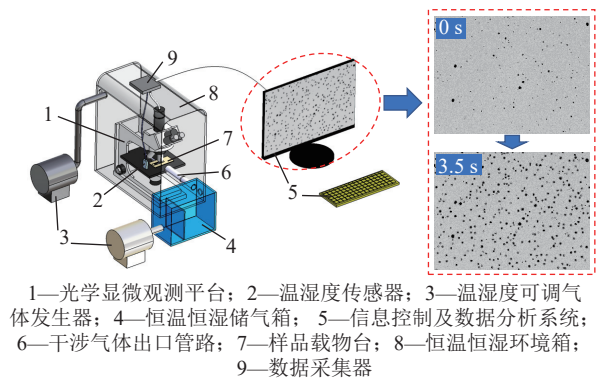 9
8
1
7
6
2
5
3
4
0 s
3.5 s
1—光学显微观测平台；2—温湿度传感器；3—温湿度可调气
体发生器；4—恒温恒湿储气箱；5—信息控制及数据分析系统；
6—干涉气体出口管路；7—样品载物台；8—恒温恒湿环境箱；
9—数据采集器